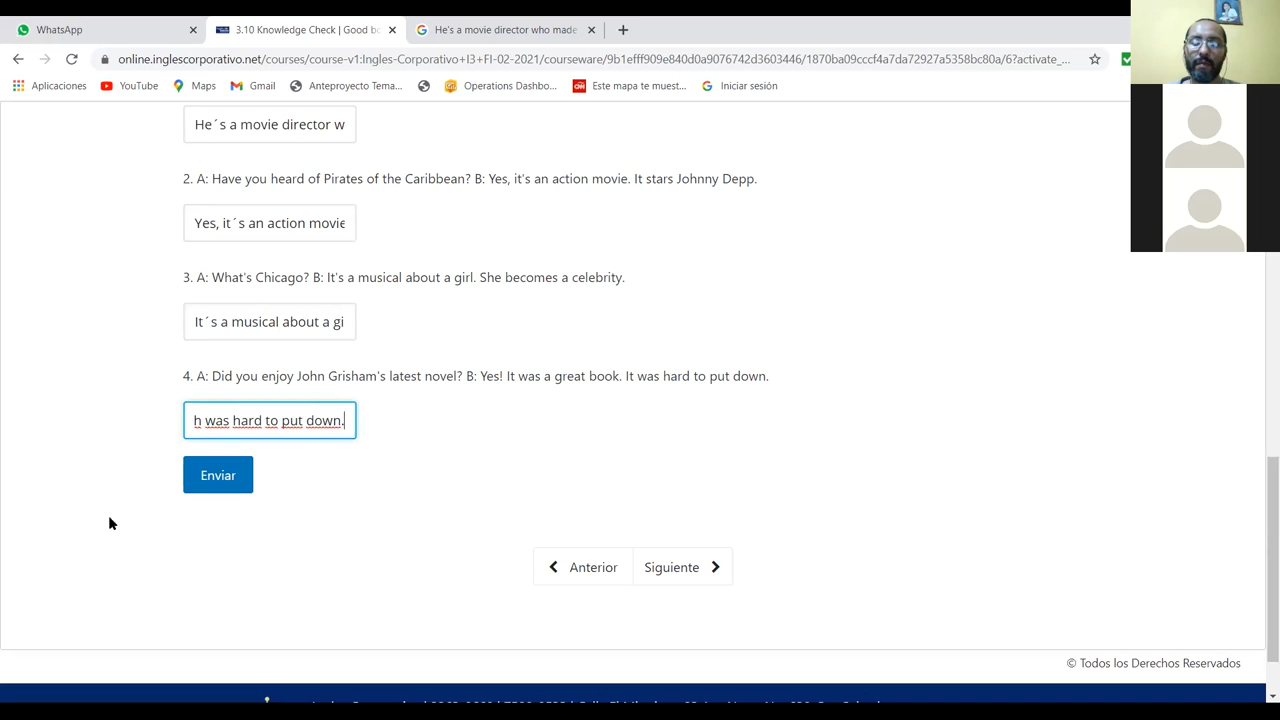 WhatsApp
3.10 Knowledge Check | Good bo
He's a movie director who made
online.inglescorporativo.net/courses/course-v1:Ingles-Corporativo+I3+FI-02-2021/courseware/9b1efff909e840d0a9076742d3603446/1870ba09cccf4a7da72927a5358bc80a/6?activate_...
Aplicaciones
YouTube
Maps
Gmail
Anteproyecto Tema...
Operations Dashbo...
Este mapa te muest...
Iniciar sesión
He´s a movie director w
2. A: Have you heard of Pirates of the Caribbean? B: Yes, it's an action movie. It stars Johnny Depp.
Yes, it´s an action movie
3. A: What's Chicago? B: It's a musical about a girl. She becomes a celebrity.
It´s a musical about a gi
4. A: Did you enjoy John Grisham's latest novel? B: Yes! It was a great book. It was hard to put down.
h was hard to put down.
Enviar
Anterior
Siguiente
© Todos los Derechos Reservados